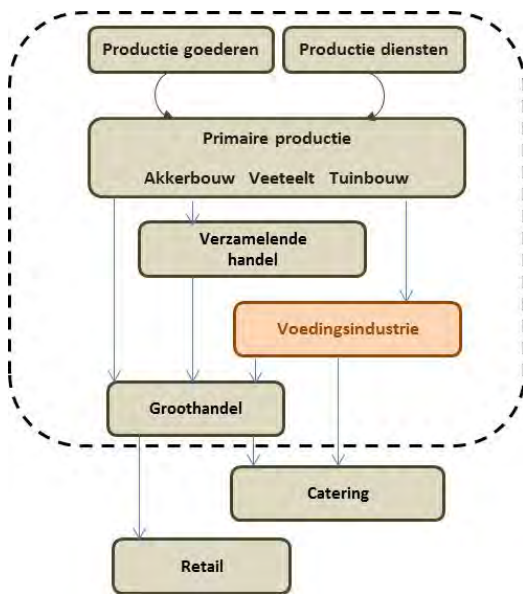 Productie goederen
Productie diensten
Primaire productie
Akkerbouw Veeteelt Tuinbouw
Verzamelende
handel
Voedingsindustrie
Groothandel
Catering
Retail